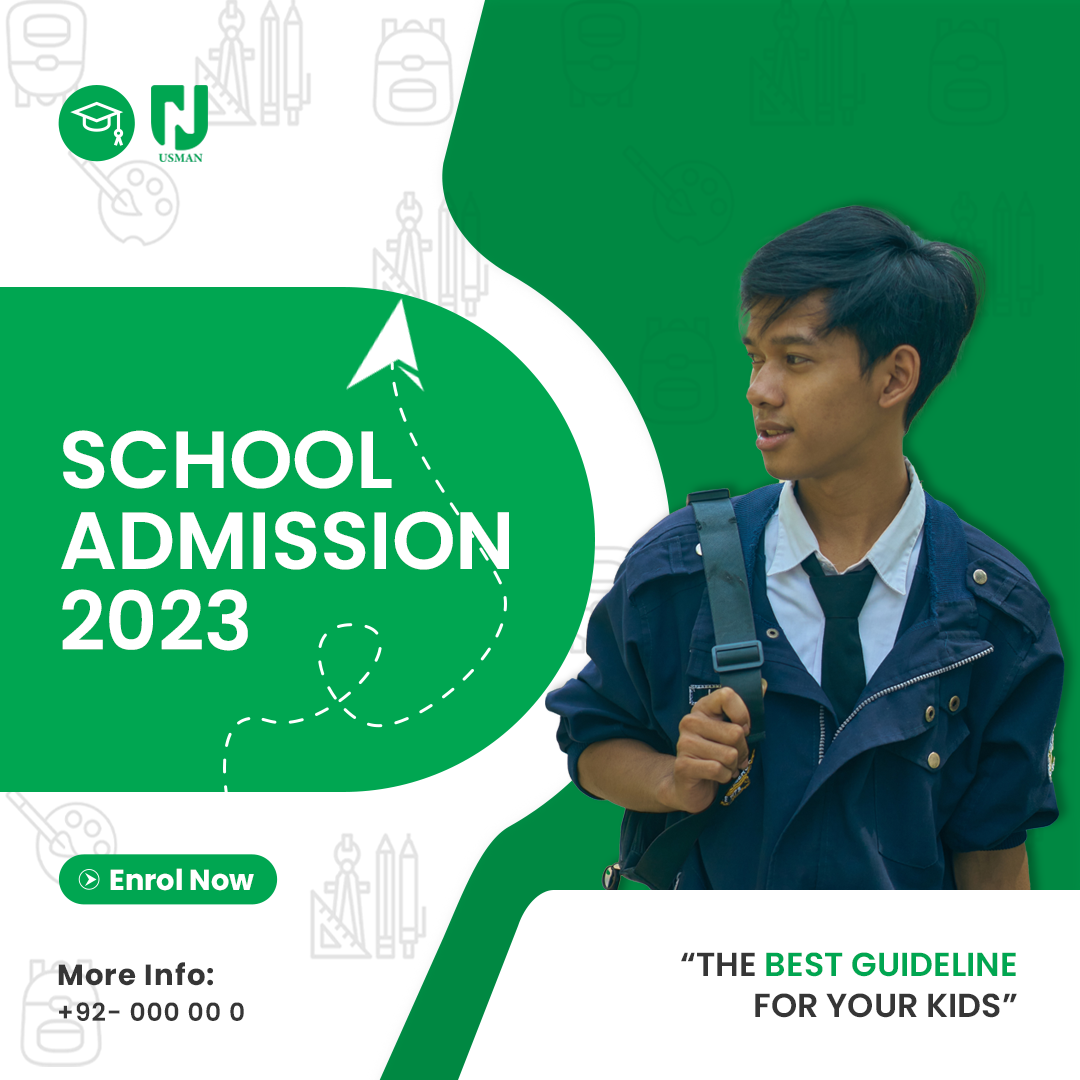 USMAN
SCHOOL
ADMISSION
2023
Enrol Now
More Info:
+92- 000 00 0
“THE BEST GUIDELINE
FOR YOUR KIDS”